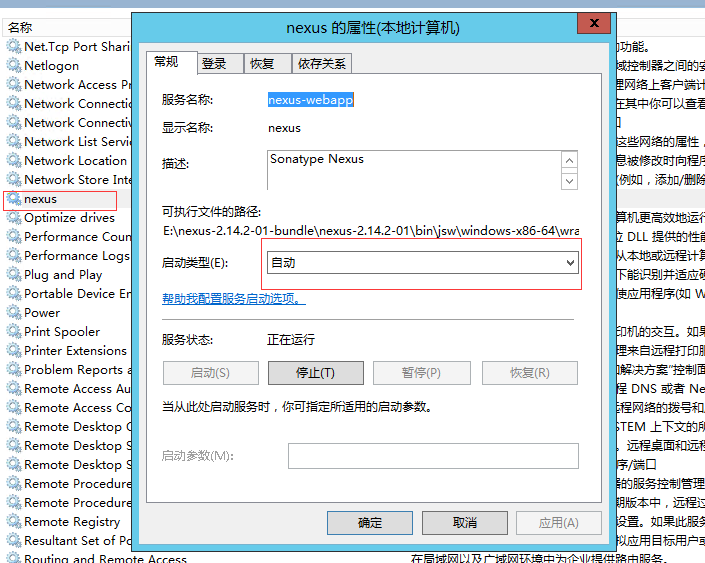 名称
nexus 的属性(本地计算机)
x
常规
登录
恢复
依存关系
服务名称:
nexus-webapp
显示名称:
nexus
描述:
Sonatype Nexus
可执行文件的路径:
E:\nexus-2.14.2-01-bundle\nexus-2.14.2-01\bin\jsw\windows-x86-64\wra
启动类型(E):
自动
帮助我配置服务启动选项。
服务状态:
正在运行
启动(S)
停止(T)
暂停(P)
恢复(R)
当从此处启动服务时，你可指定所适用的启动参数。
启动参数(M):
确定
取消
应用(A)
Net.Tcp Port Shari
功能。
Netlogon
域控制器之间的安
Network Access Pr
理网络上客户端计
Network Connectio
在其中你可以查看
Network Connectiv
Network List Servi
这些网络的属性，
Network Location
息被修改时向程序
Network Store Inte
(例如，添加/删除
nexus
Optimize drives
算机更高效地运行
Performance Coun
位 DLL 提供的性能
Performance Logs
从本地或远程计算
Plug and Play
下能识别并适应硬
Portable Device En
使应用程序(如 W
Power
Print Spooler
印机的交互。如果
Printer Extensions
理来自远程打印服
Problem Reports a
和解决方案"控制面
Remote Access Au
程 DNS 或者 Ne
Remote Access Co
远程网络的拨号和
Remote Desktop C
STEM 上下文的所
Remote Desktop S
。远程桌面和远程
Remote Desktop S
序/端口
Remote Procedure
器的服务控制管理
Remote Procedure
期版本中，远程过
Remote Registry
设置。如果此服务
Resultant Set of Po
拟应用目标用户或
Routing and Remote Access
在局域网以及广域网环境中为企业提供路由服务。